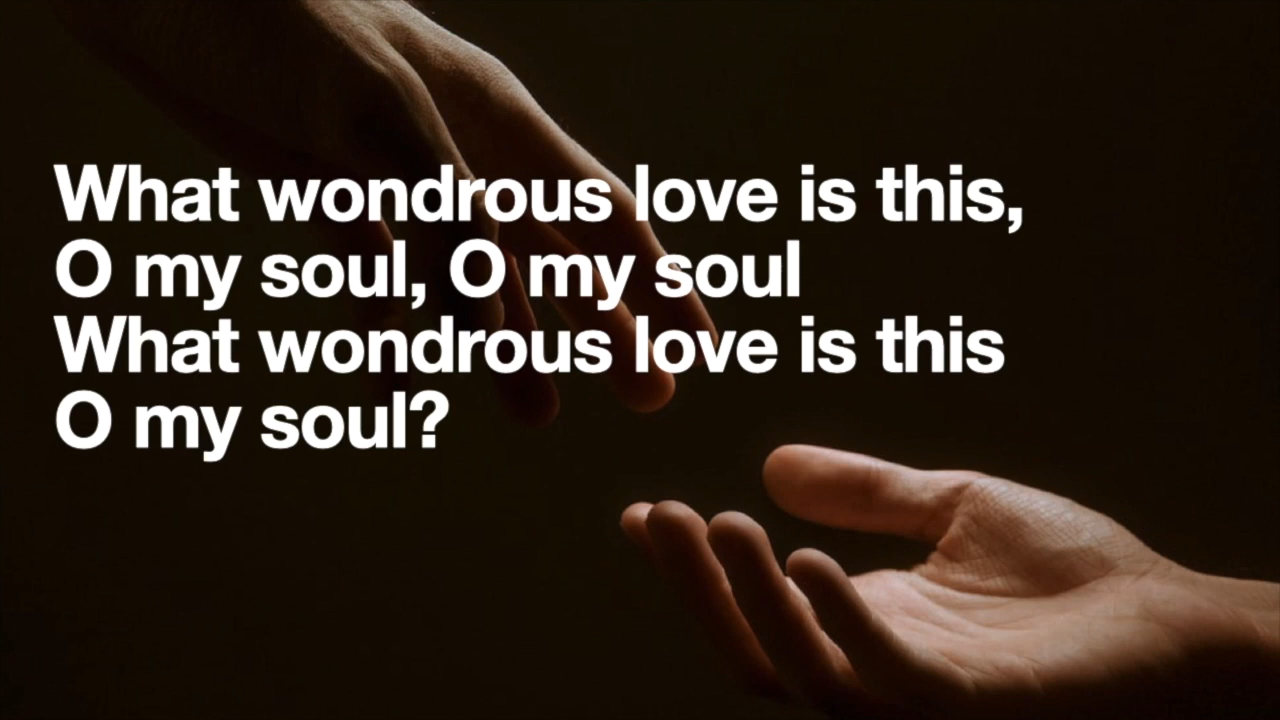 What wondrous love is this,
O my soul, O my soul
What wondrous love is this
O my soul?